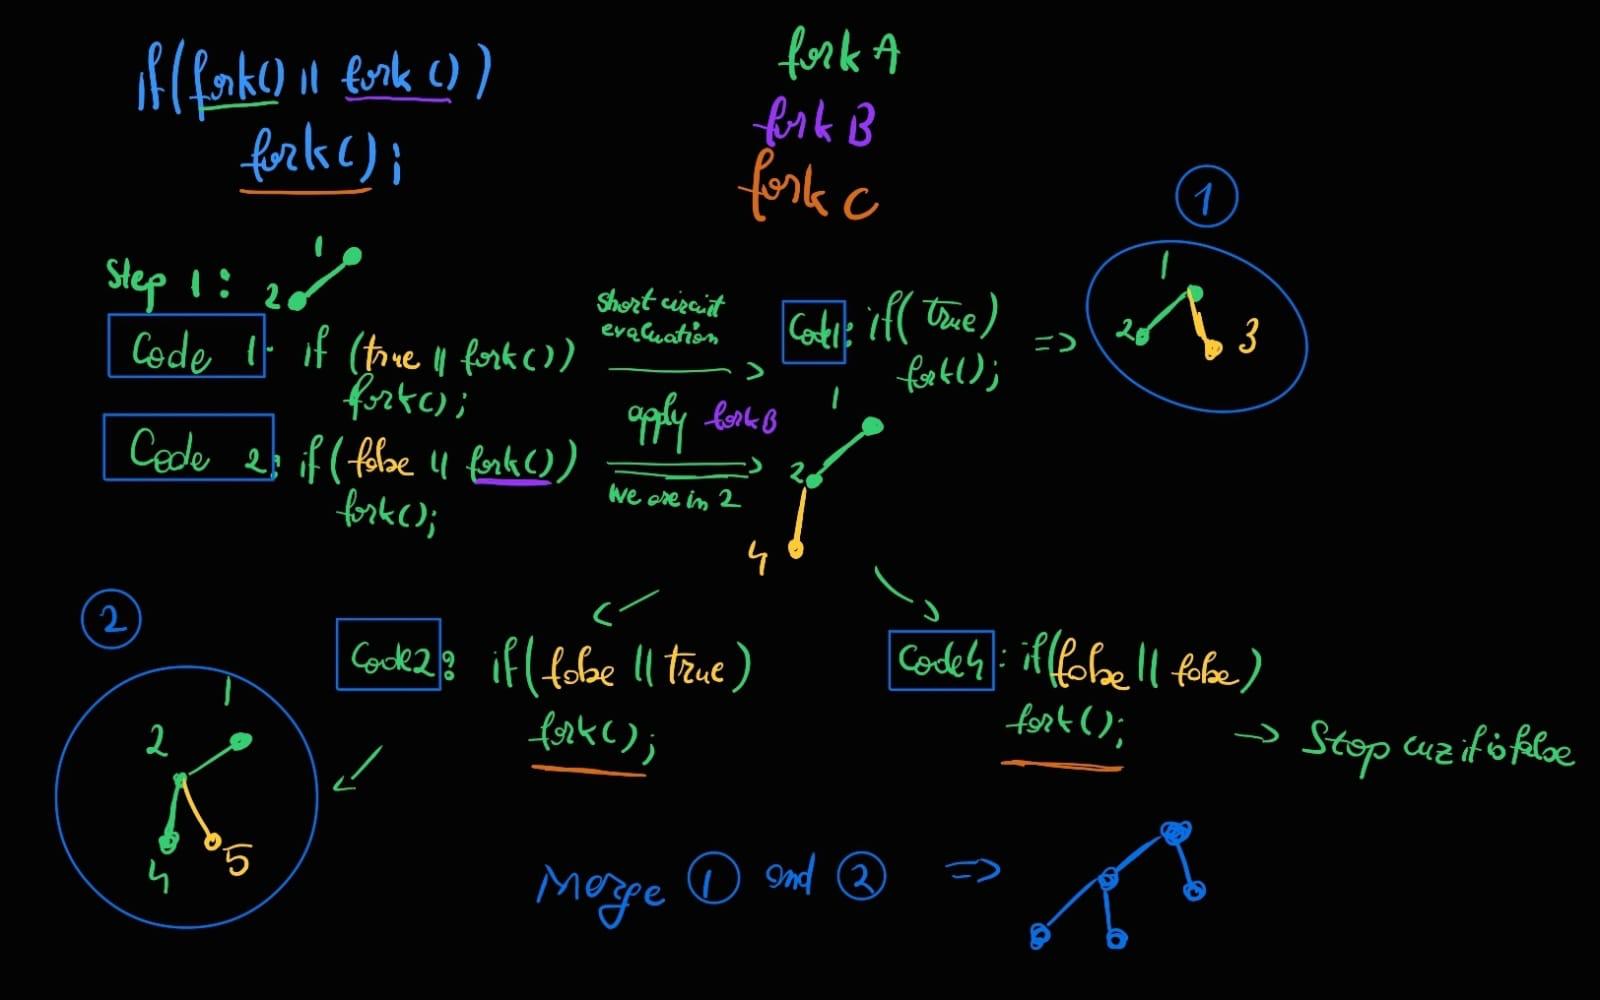 if(fork() || fork())
fork();
fork A
fork B
fork C
1
Step 1:
1
2
Code 1: if (true || fork())
fork();
short circuit
evaluation
Code1: if( true)
fork();
=>
1
2
3
Code 2: if( false || fork())
fork();
apply fork B
we are in 2
1
2
4
2
Code2: if( false || true)
fork();
Code4: if(false || false)
fork();
-> Stop cuz if is false
1
2
4
5
Merge 1 and 2 =>